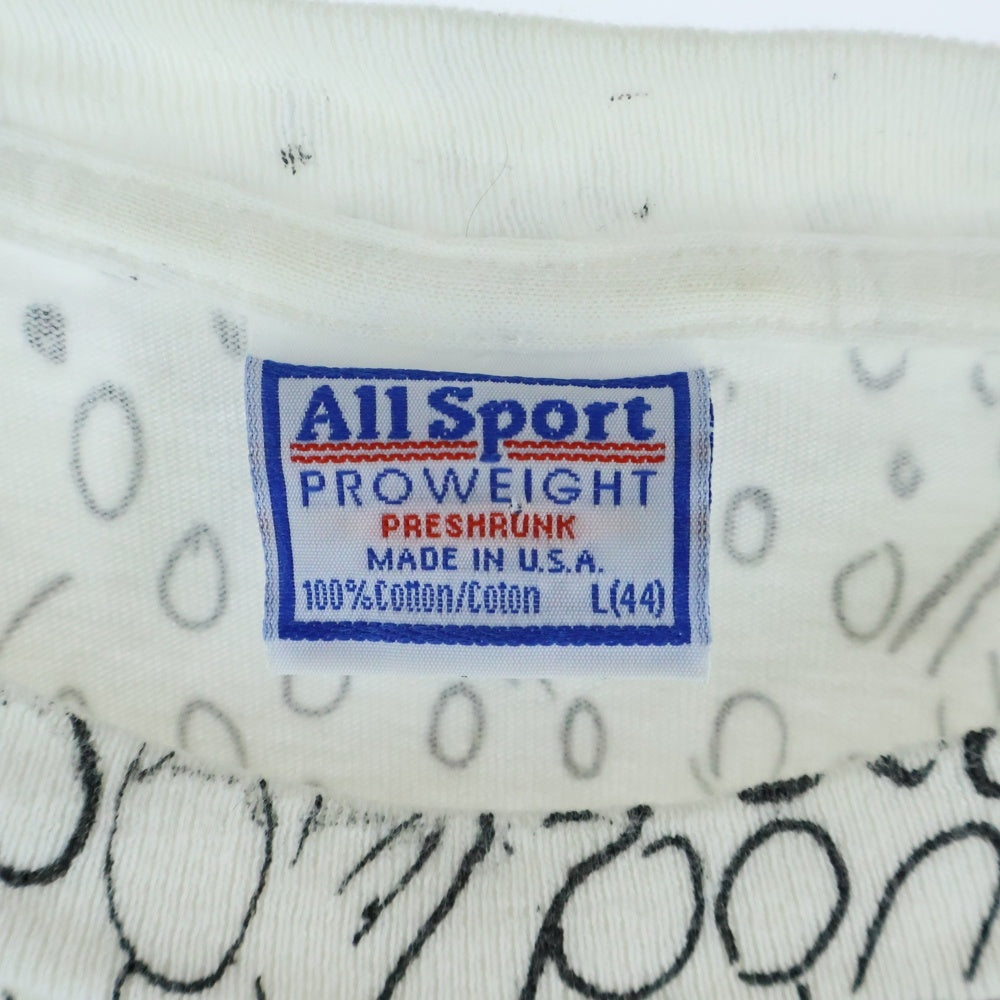 All Sport
PROWEIGHT
PRESHRUNK
MADE IN U.S.A.
100% Cotton/Coton L(44)